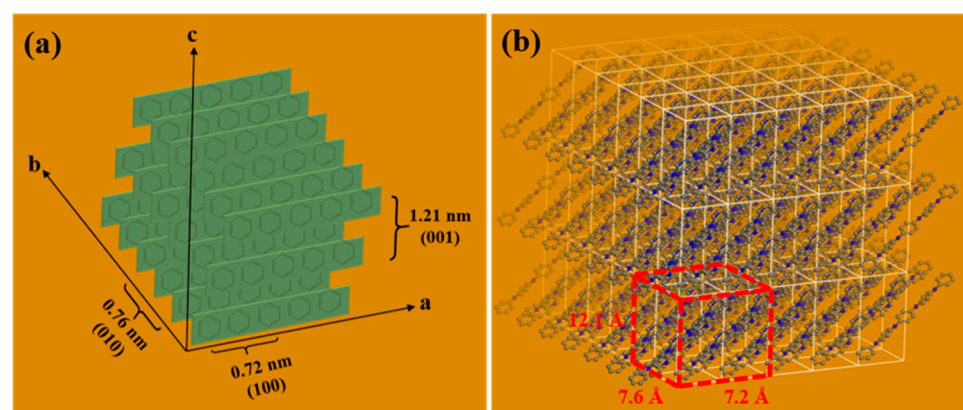 (a)
c
b
1.21 nm
(001)
a
0.76 nm
(010)
0.72 nm
(100)
(b)
12.1 Å
7.6 Å
7.2 Å